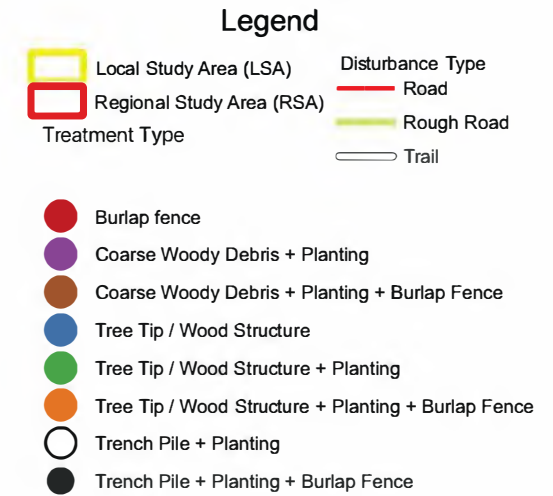 Legend
Local Study Area (LSA)
Regional Study Area (RSA)
Treatment Type
Disturbance Type
Road
Rough Road
Trail
Burlap fence
Coarse Woody Debris + Planting
Coarse Woody Debris + Planting + Burlap Fence
Tree Tip / Wood Structure
Tree Tip / Wood Structure + Planting
Tree Tip / Wood Structure + Planting + Burlap Fence
Trench Pile + Planting
Trench Pile + Planting + Burlap Fence